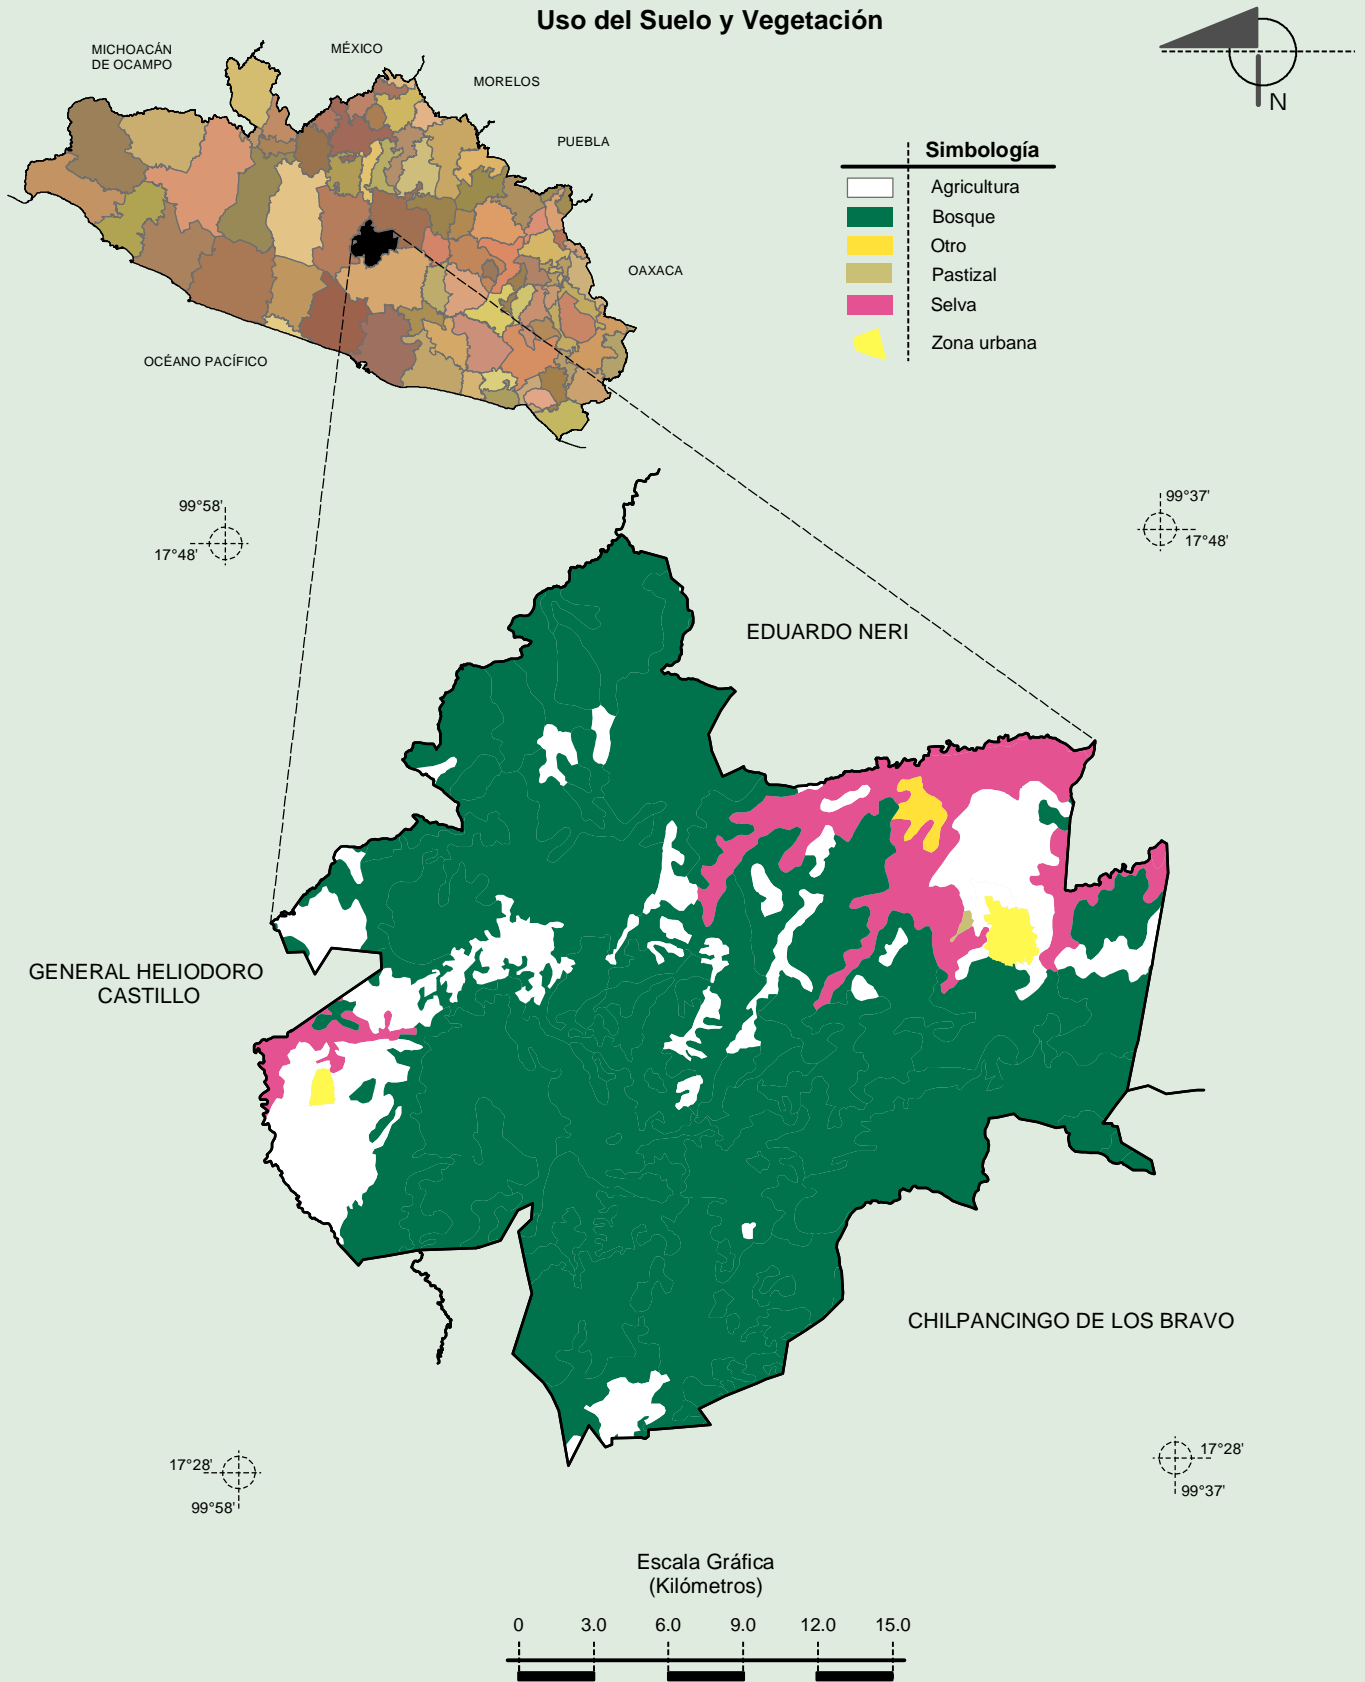 Uso del Suelo y Vegetación
MICHOACÁN
DE OCAMPO
MÉXICO
MORELOS
PUEBLA
OAXACA
OCÉANO PACÍFICO
N
Simbología
Agricultura
Bosque
Otro
Pastizal
Selva
Zona urbana
99°58'
17°48'
99°37'
17°48'
EDUARDO NERI
GENERAL HELIODORO
CASTILLO
CHILPANCINGO DE LOS BRAVO
17°28'
99°58'
17°28'
99°37'
Escala Gráfica
(Kilómetros)
0 3.0 6.0 9.0 12.0 15.0